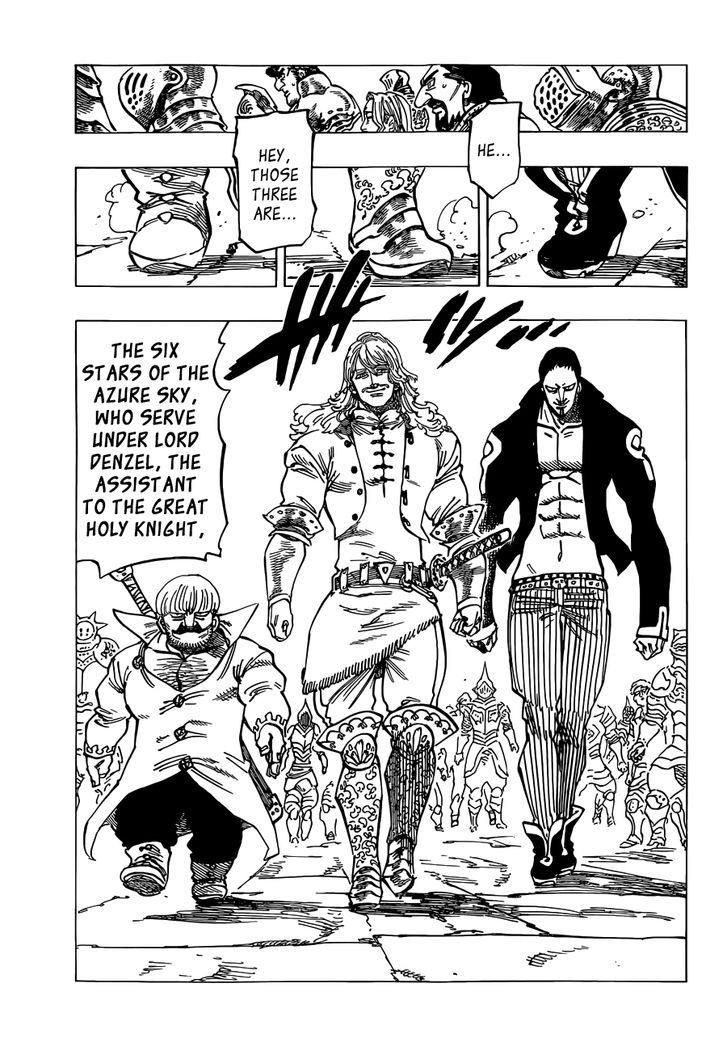 HE...
HEY,
THOSE
THREE
ARE...
THE SIX
STARS OF THE
AZURE SKY,
WHO SERVE
UNDER LORD
DENZEL, THE
ASSISTANT
TO THE GREAT
HOLY KNIGHT,